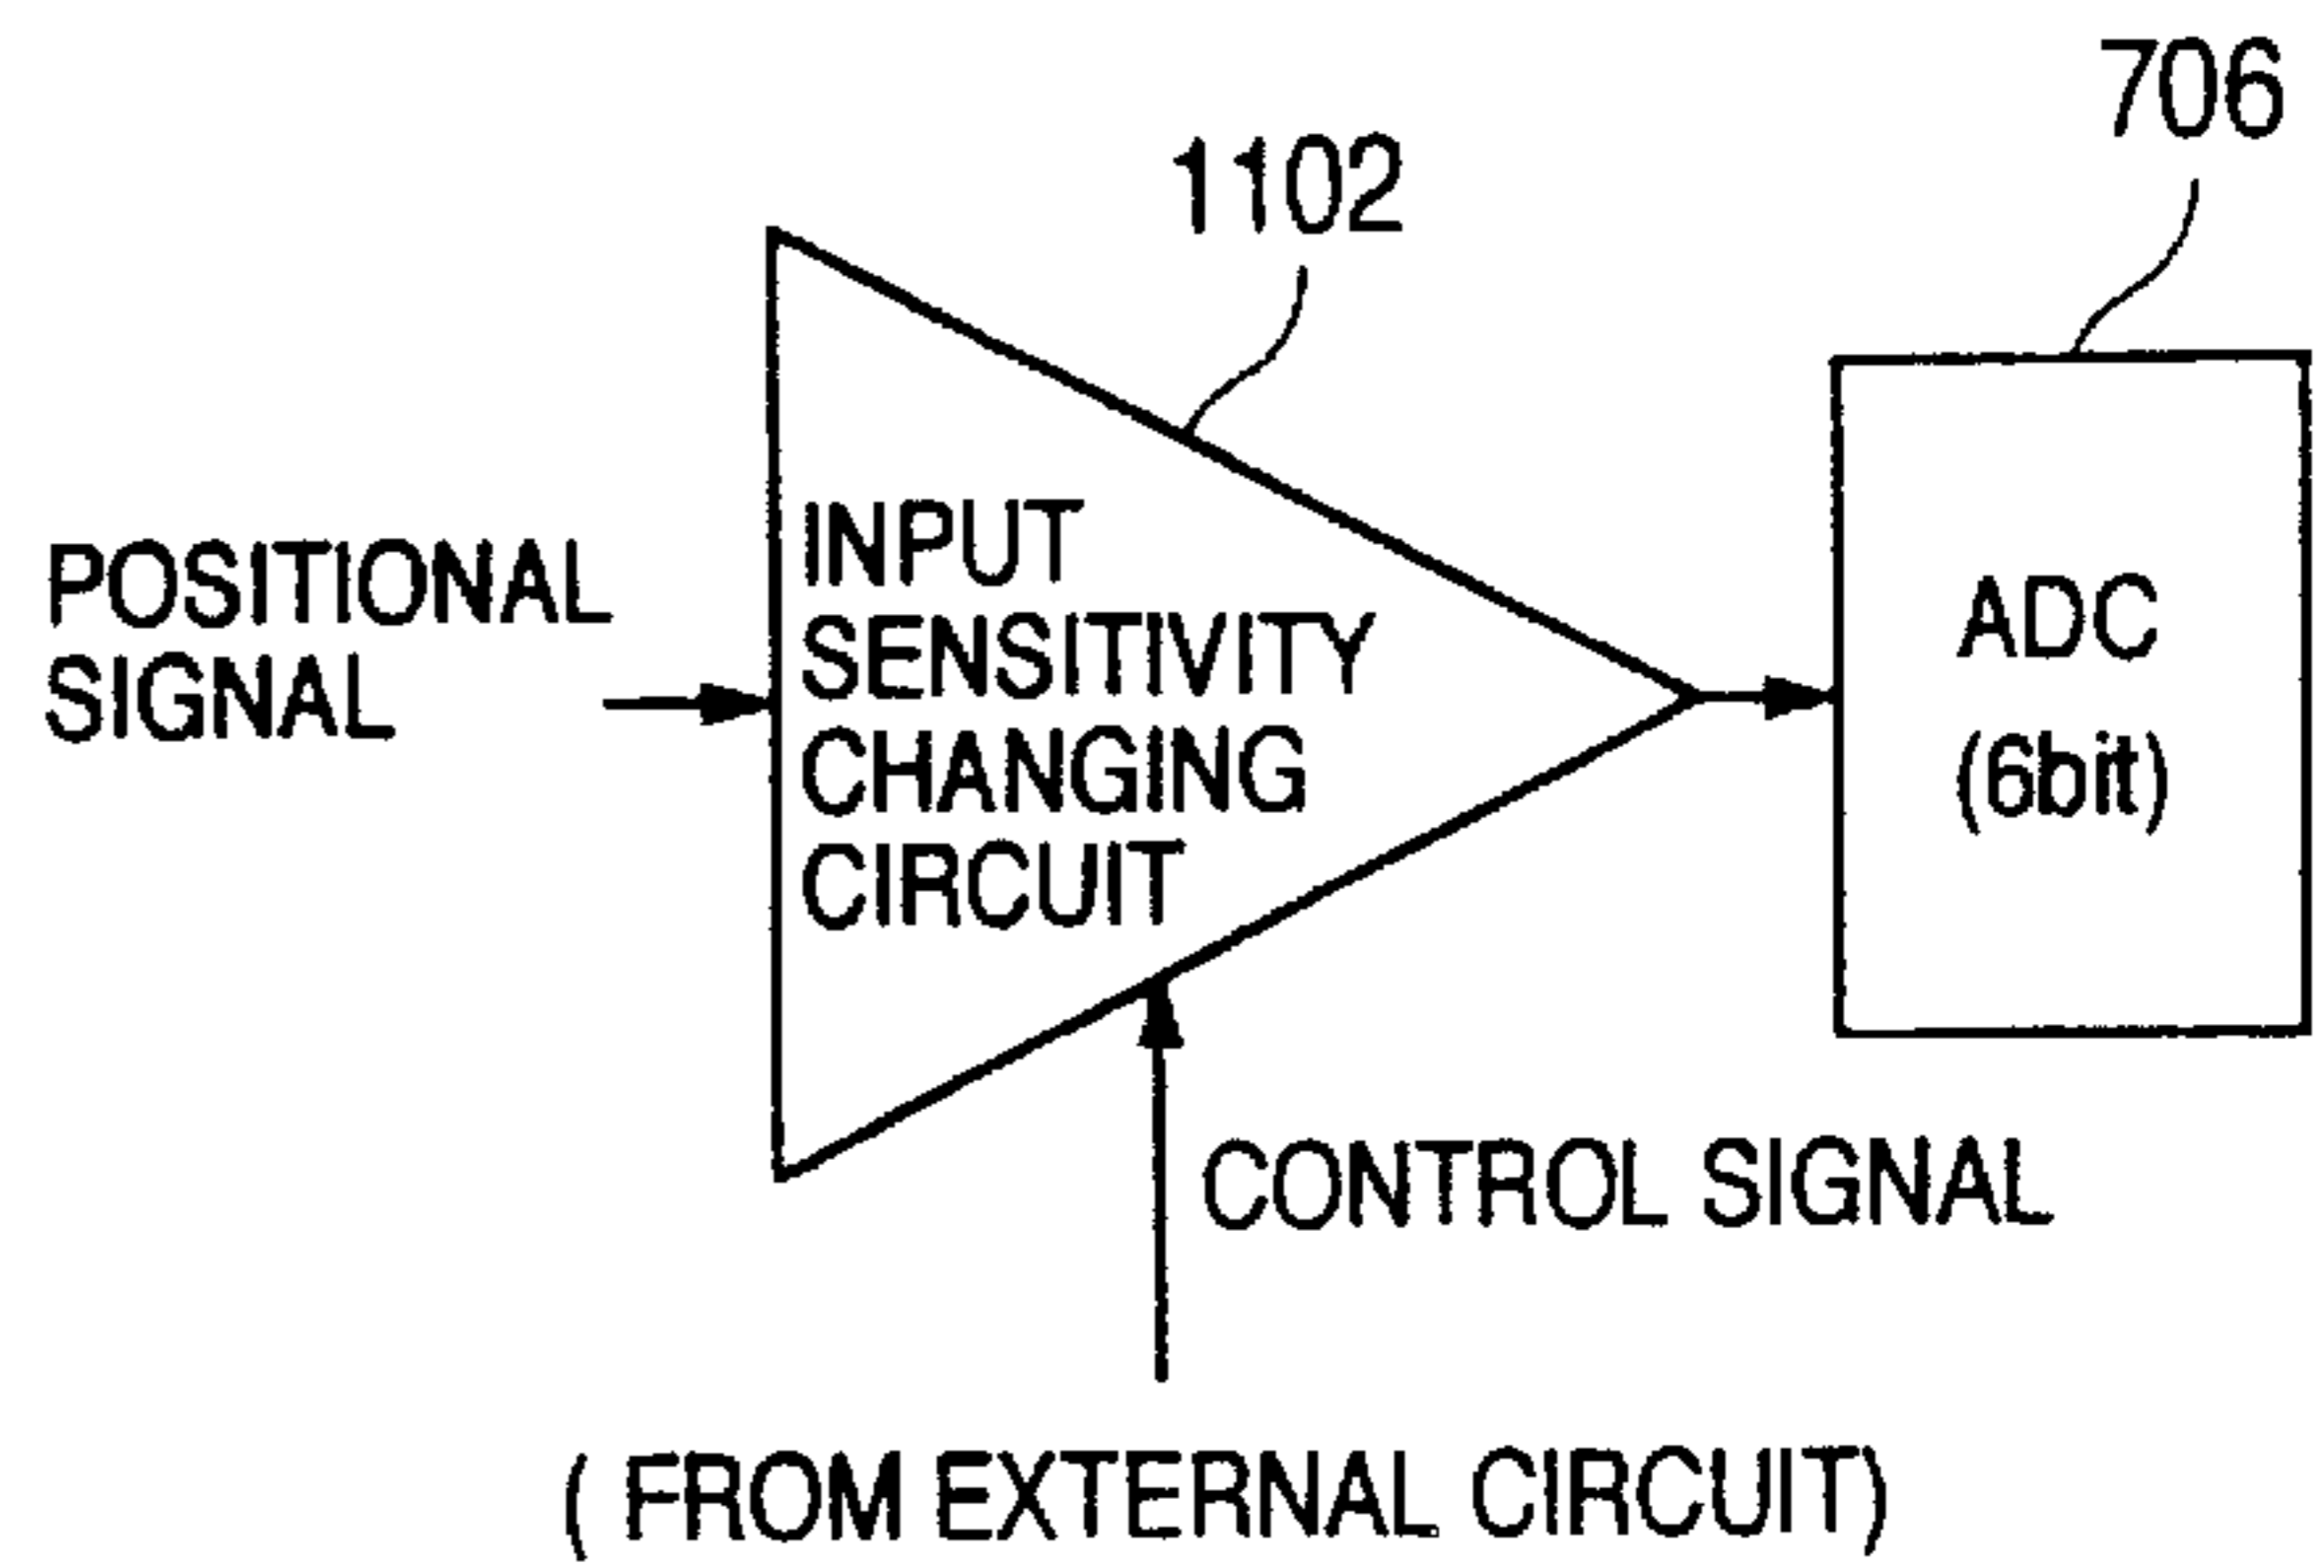 706
1102
POSITIONAL
SIGNAL
INPUT
SENSITIVITY
CHANGING
CIRCUIT
ADC
(6bit)
CONTROL SIGNAL
( FROM EXTERNAL CIRCUIT)